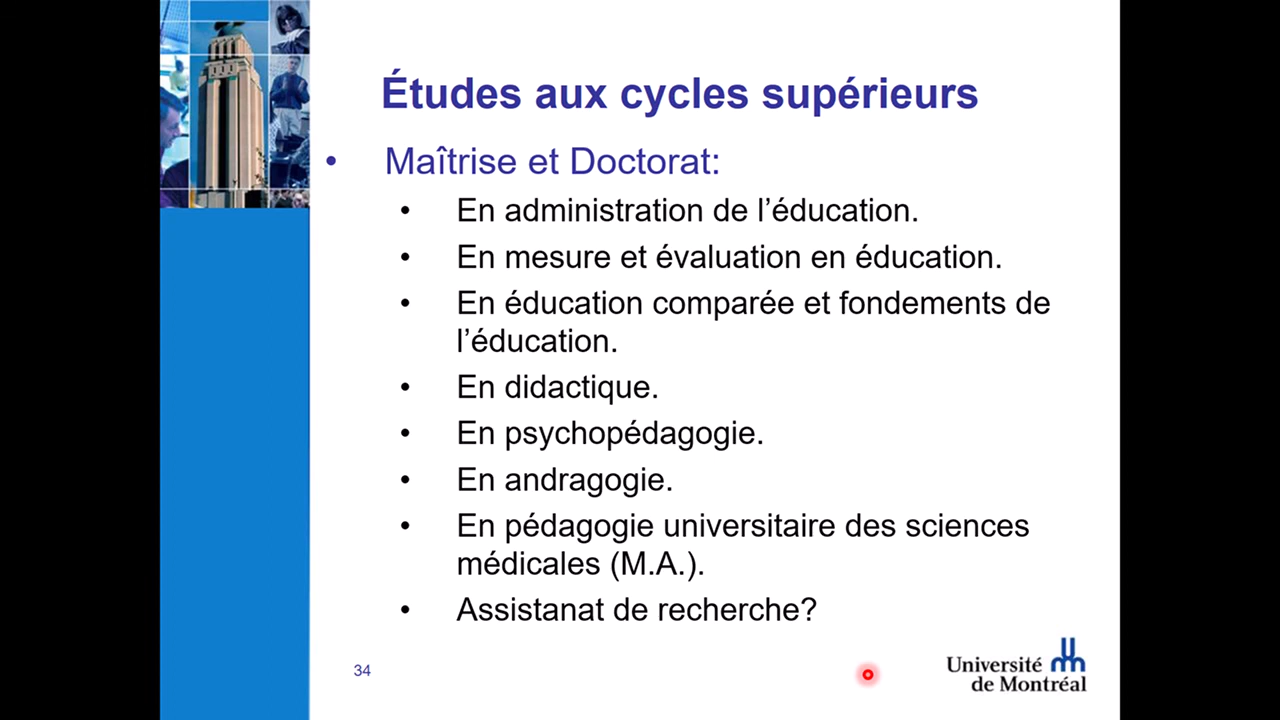 Études aux cycles supérieurs
• Maîtrise et Doctorat:
• En administration de l’éducation.
• En mesure et évaluation en éducation.
• En éducation comparée et fondements de
l’éducation.
• En didactique.
• En psychopédagogie.
• En andragogie.
• En pédagogie universitaire des sciences
médicales (M.A.).
• Assistanat de recherche?
34
Université
de Montréal